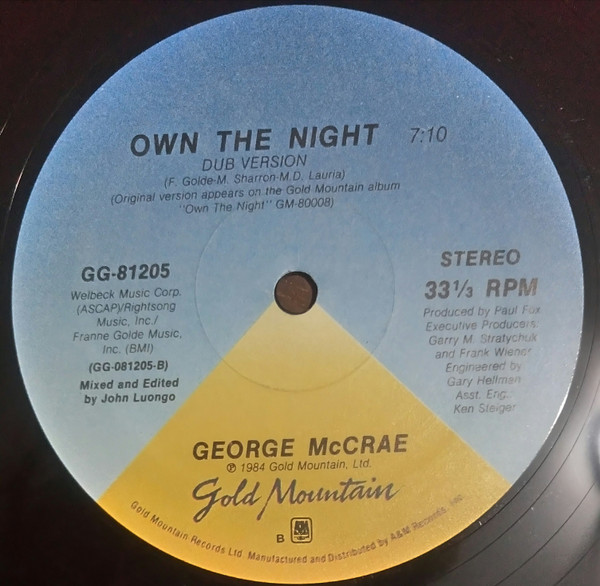 OWN THE NIGHT 7:10
DUB VERSION
(F. Golde-M. Sharron-M.D. Lauria)
(Original version appears on the Gold Mountain album
"Own The Night" GM-80008)
GG-81205
Welbeck Music Corp.
(ASCAP)/Rightsong
Music, Inc./
Franne Golde Music,
Inc. (BMI)
(GG-081205-B)
Mixed and Edited
by John Luongo
STEREO
33⅓ RPM
Produced by Paul Fox
Executive Producers
Garry M. Stratychuk
and Frank Wiener
Engineered by
Gary Hellman
Asst. Eng.
Ken Steiger
GEORGE McCRAE
℗ 1984 Gold Mountain, Ltd.
Gold Mountain
B A&M
Gold Mountain Records Ltd. Manufactured and Distributed by A&M Records, Inc.